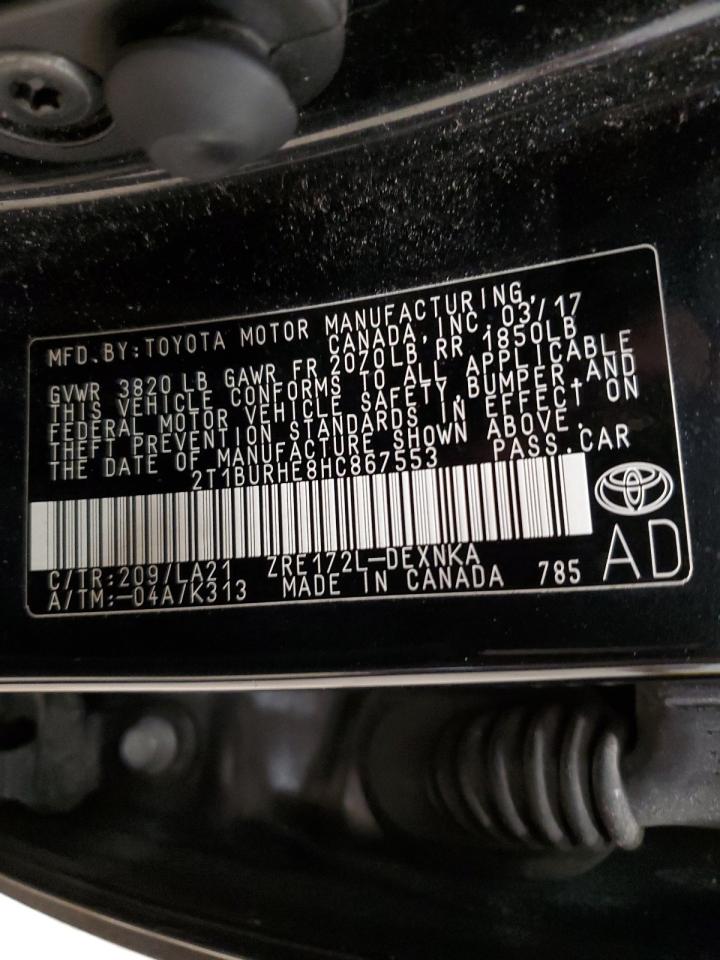 MFD.BY:TOYOTA MOTOR MANUFACTURING,
CANADA,INC. 03/17
GVWR 3820 LB GAWR FR 2070LB RR 1850LB
THIS VEHICLE CONFORMS TO ALL APPLICABLE
FEDERAL MOTOR VEHICLE SAFETY,BUMPER,AND
THEFT PREVENTION STANDARDS IN EFFECT ON
THE DATE OF MANUFACTURE SHOWN ABOVE.
2T1BURHE8HC867553 PASS.CAR
C/TR:209/LA21 ZRE172L-DEXNKA
A/TM:-04A/K313 MADE IN CANADA 785 AD